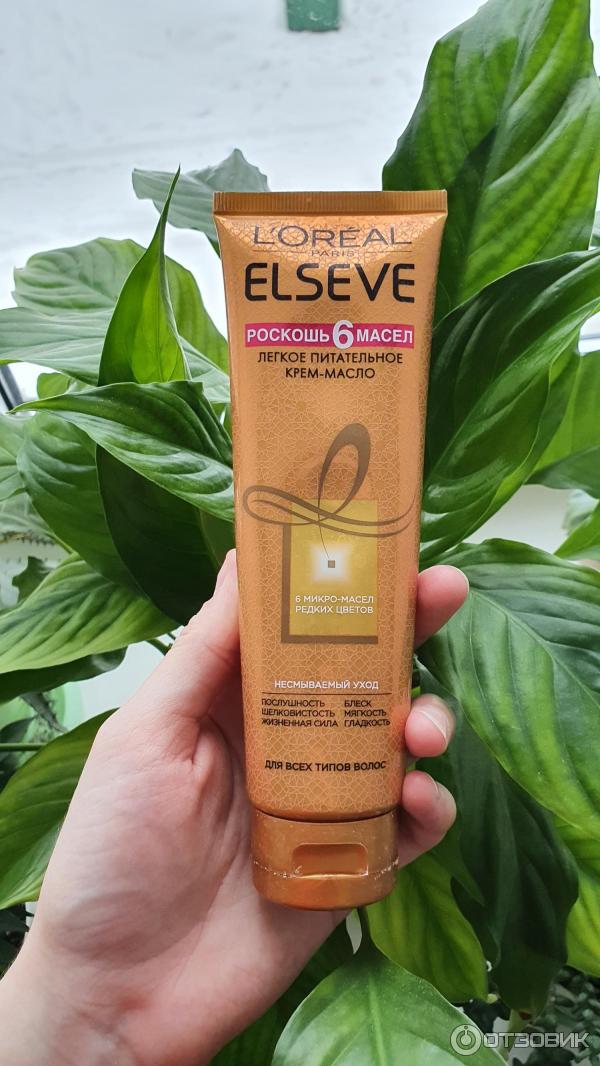 L'ORÉAL
PARIS
ELSEVE
РОСКОШЬ 6 МАСЕЛ
ЛЕГКОЕ ПИТАТЕЛЬНОЕ
КРЕМ-МАСЛО
6 МИКРО-МАСЕЛ
РЕДКИХ ЦВЕТОВ
НЕСМЫВАЕМЫЙ УХОД
ПОСЛУШНОСТЬ БЛЕСК
ШЕЛКОВИСТОСТЬ МЯГКОСТЬ
ЖИЗНЕННАЯ СИЛА ГЛАДКОСТЬ
ДЛЯ ВСЕХ ТИПОВ ВОЛОС
ОТЗОВИК